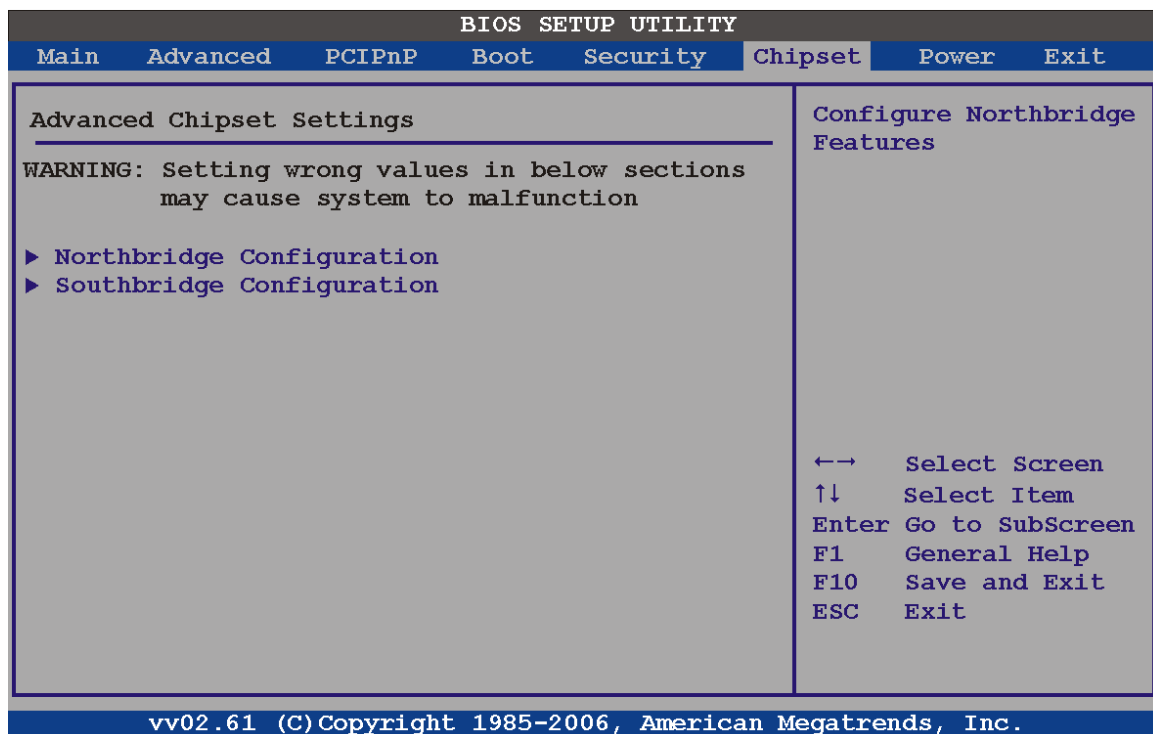 BIOS SETUP UTILITY
Main Advanced PCIPnP Boot Security Chipset Power Exit
Advanced Chipset Settings
WARNING: Setting wrong values in below sections
may cause system to malfunction
▶ Northbridge Configuration
▶ Southbridge Configuration
Configure Northbridge
Features
←→ Select Screen
↑↓ Select Item
Enter Go to SubScreen
F1 General Help
F10 Save and Exit
ESC Exit
vv02.61 (C)Copyright 1985-2006, American Megatrends, Inc.